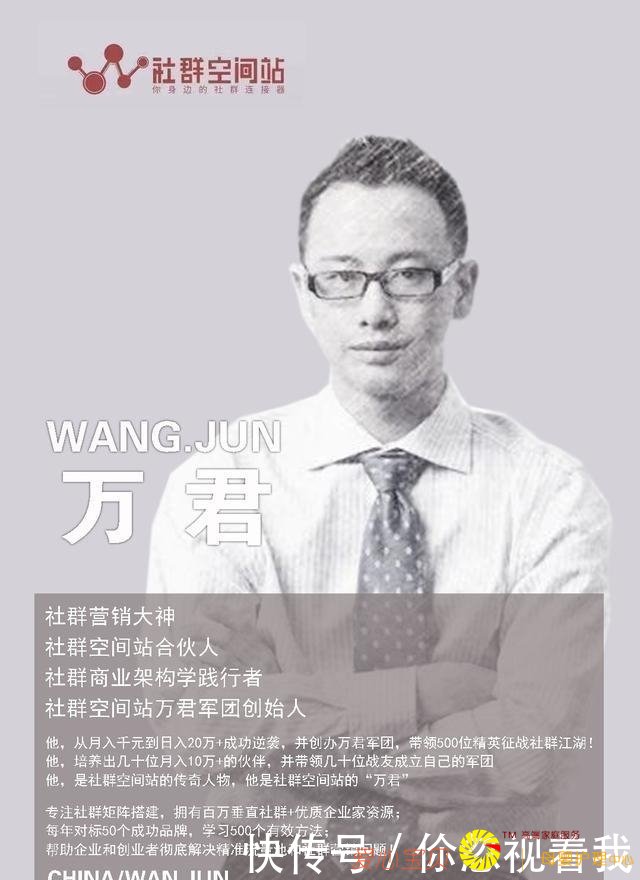 社群空间站
你身边的社群连接器
WANG.JUN
万君
社群营销大神
社群空间站合伙人
社群商业架构学践行者
社群空间站万君军团创始人
他，从月入千元到日入20万+成功逆袭，并创办万君军团，带领500位精英征战社群江湖！
他，培养出几十位月入10万+的伙伴，并带领几十位战友成立自己的军团
他，是社群空间站的传奇人物，他是社群空间站的“万君”
专注社群矩阵搭建，拥有百万垂直社群+优质企业家资源；
每年对标50个成功品牌，学习500个有效方法；
帮助企业和创业者彻底解决精准
TM 高端家庭服务
快传号 / 你
视看我
CHINA/WAN JUN